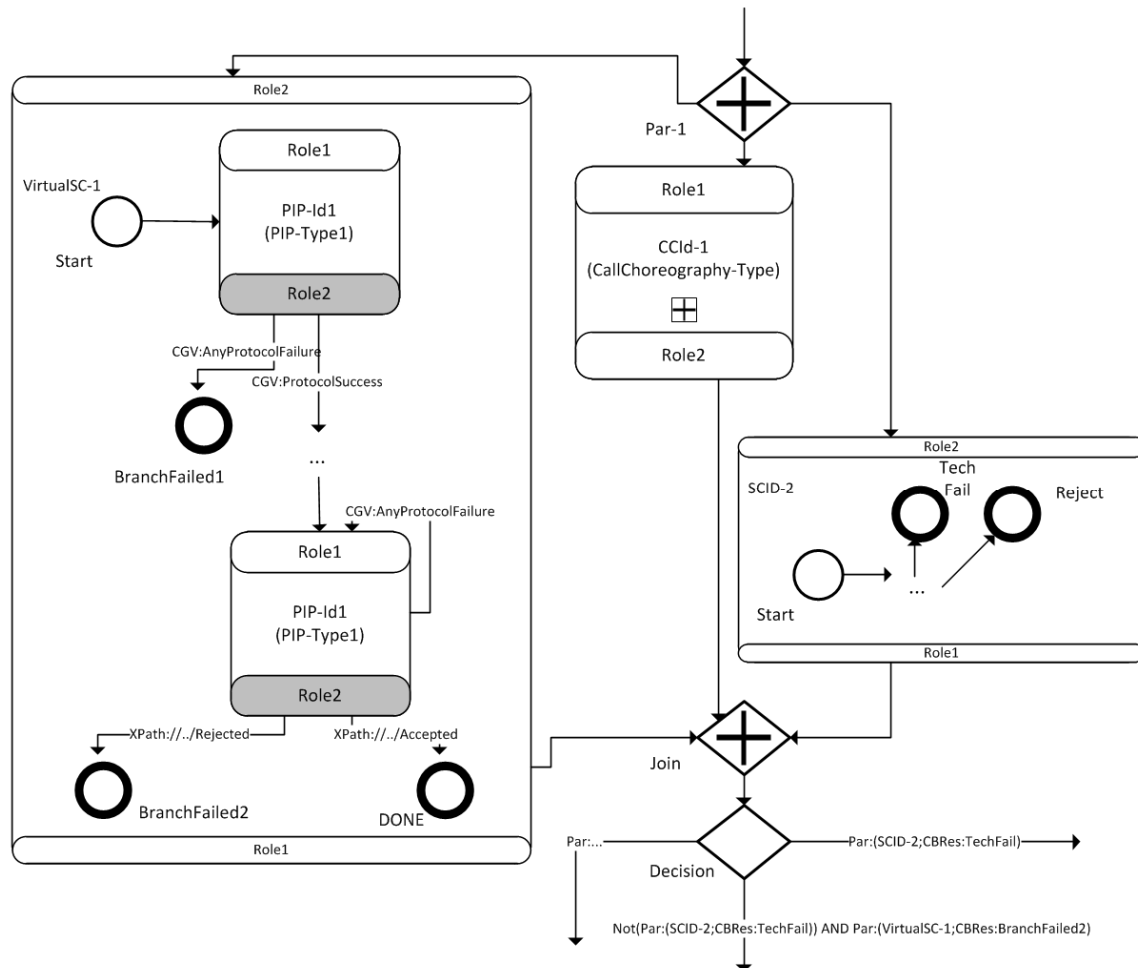 Role2
Par-1
VirtualSC-1
Start
Role1
PIP-Id1
(PIP-Type1)
Role2
CGV:AnyProtocolFailure
CGV:ProtocolSuccess
BranchFailed1
...
CGV:AnyProtocolFailure
Role1
PIP-Id1
(PIP-Type1)
Role2
XPath://../Rejected
XPath://../Accepted
BranchFailed2
DONE
Role1
Role1
CCId-1
(CallChoreography-Type)
Role2
Role2
SCID-2
Tech
Fail
Reject
Start
...
Role1
Join
Decision
Par:...
Par:(SCID-2;CBRes:TechFail)
Not(Par:(SCID-2;CBRes:TechFail)) AND Par:(VirtualSC-1;CBRes:BranchFailed2)